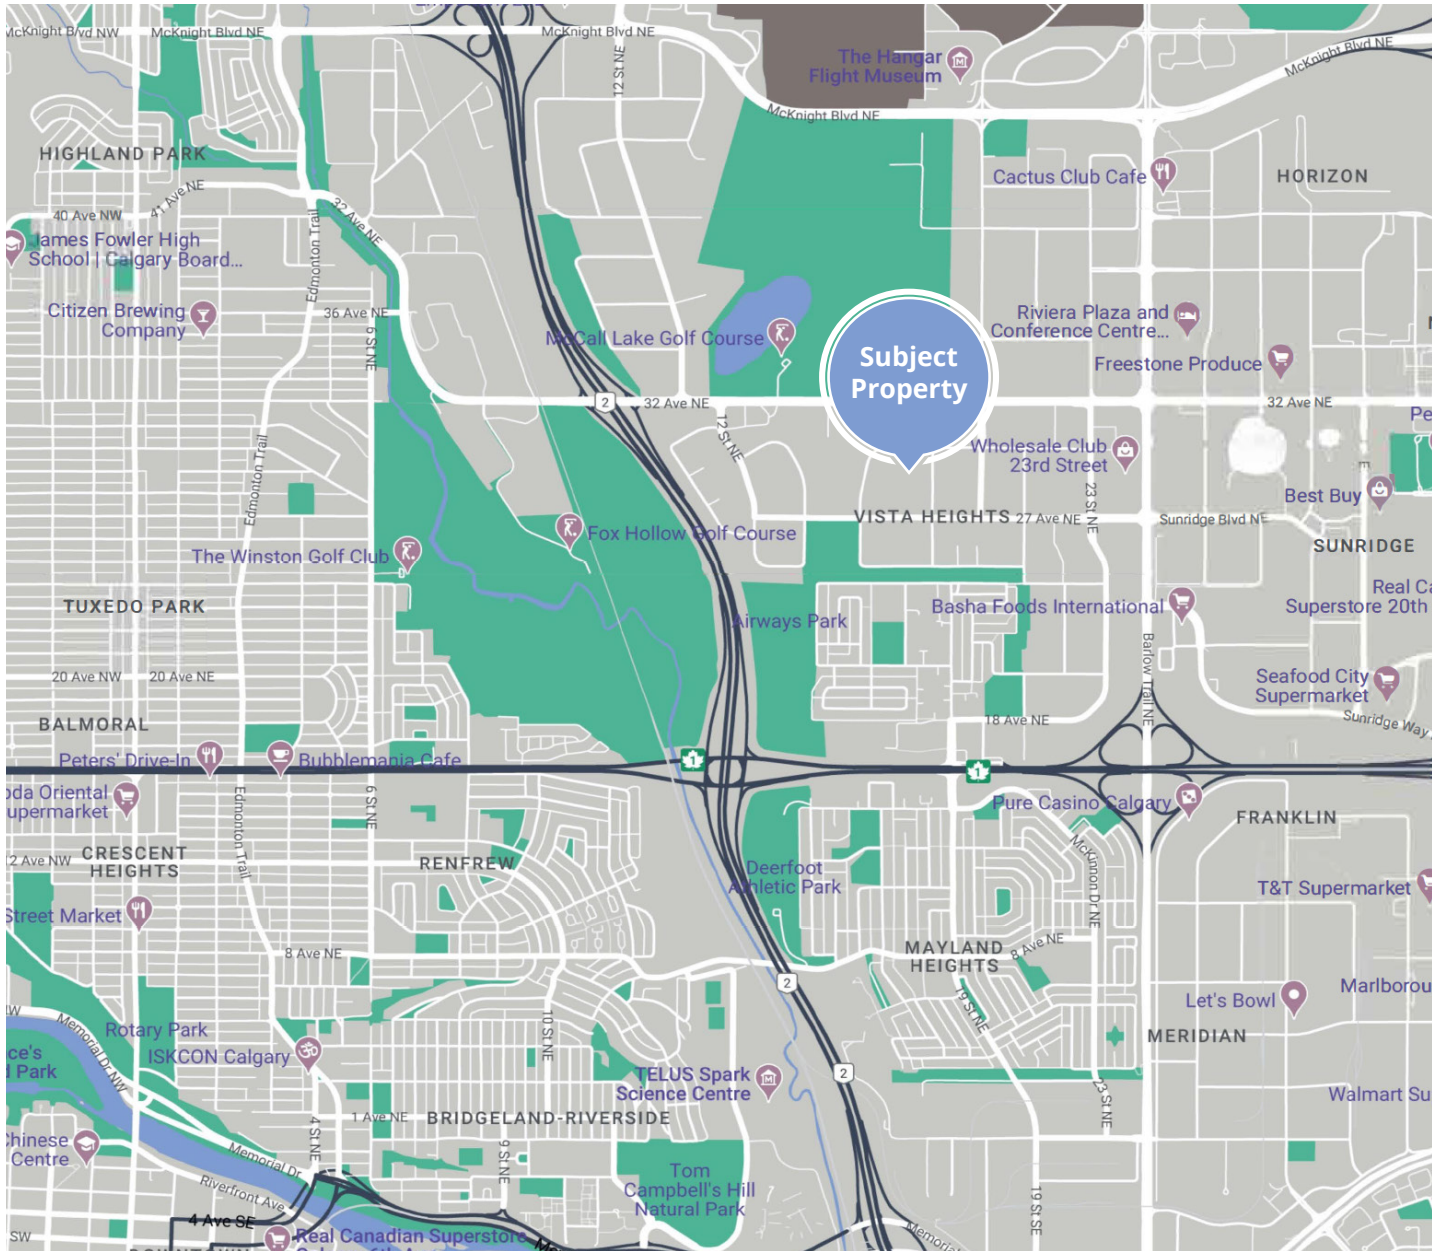 McKnight Blvd NW
McKnight Blvd NE
McKnight Blvd NE
12 St NE
The Hangar
Flight Museum
McKnight Blvd NE
McKnight Blvd NE
HIGHLAND PARK
Cactus Club Cafe
HORIZON
41 Ave NE
40 Ave NW
32 Ave NE
Edmonton Trail
James Fowler High
School | Calgary Board...
Citizen Brewing
Company
36 Ave NE
6 St NE
McCall Lake Golf Course
Subject
Property
Riviera Plaza and
Conference Centre...
Freestone Produce
2
32 Ave NE
32 Ave NE
Pe
12 St NE
Wholesale Club
23rd Street
Edmonton Trail
23 St NE
E
Best Buy
VISTA HEIGHTS
27 Ave NE
Sunridge Blvd NE
SUNRIDGE
Fox Hollow Golf Course
The Winston Golf Club
TUXEDO PARK
Airways Park
Basha Foods International
Real Ca
Superstore 20th
Barlow Trail NE
20 Ave NW
20 Ave NE
Seafood City
Supermarket
Sunridge Way
BALMORAL
18 Ave NE
Peters' Drive-In
Bubblemania Cafe
1
1
oda Oriental
upermarket
Edmonton Trail
6 St NE
Pure Casino Calgary
FRANKLIN
2 Ave NW
CRESCENT
HEIGHTS
RENFREW
Deerfoot
Athletic Park
McKinnon Dr NE
T&T Supermarket
Street Market
8 Ave NE
MAYLAND
HEIGHTS
8 Ave NE
2
19 St NE
Let's Bowl
Marlborou
W
Memorial Dr NW
Rotary Park
10 St NE
MERIDIAN
ce's
d Park
ISKCON Calgary
TELUS Spark
Science Centre
2
23 St NE
Walmart Su
1 Ave NE
BRIDGELAND-RIVERSIDE
4 St NE
9 St NE
Chinese
Centre
Memorial Dr
Riverfront Ave
Tom
Campbell's Hill
Natural Park
19 St SE
4 Ave SE
SW
Real Canadian Superstore
Memorial